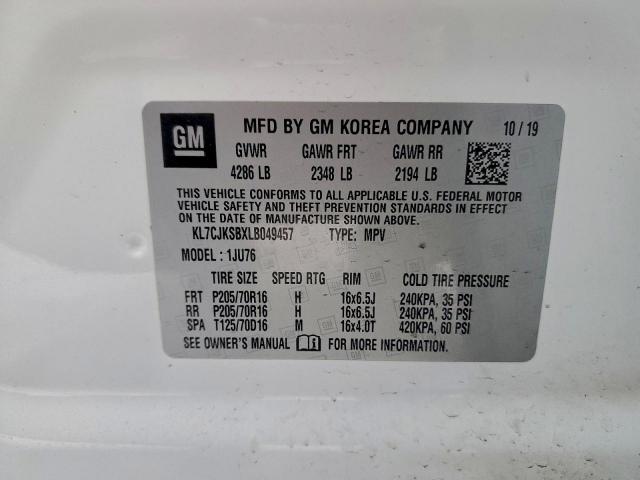 GM MFD BY GM KOREA COMPANY 10 / 19
GVWR GAWR FRT GAWR RR
4286 LB 2348 LB 2194 LB
THIS VEHICLE CONFORMS TO ALL APPLICABLE U.S. FEDERAL MOTOR
VEHICLE SAFETY AND THEFT PREVENTION STANDARDS IN EFFECT
ON THE DATE OF MANUFACTURE SHOWN ABOVE.
KL7CJKSBXLB049457 TYPE: MPV
MODEL : 1JU76
TIRE SIZE SPEED RTG RIM COLD TIRE PRESSURE
FRT P205/70R16 H 16x6.5J 240KPA, 35 PSI
RR P205/70R16 H 16x6.5J 240KPA, 35 PSI
SPA T125/70D16 M 16x4.0T 420KPA, 60 PSI
SEE OWNER'S MANUAL FOR MORE INFORMATION.